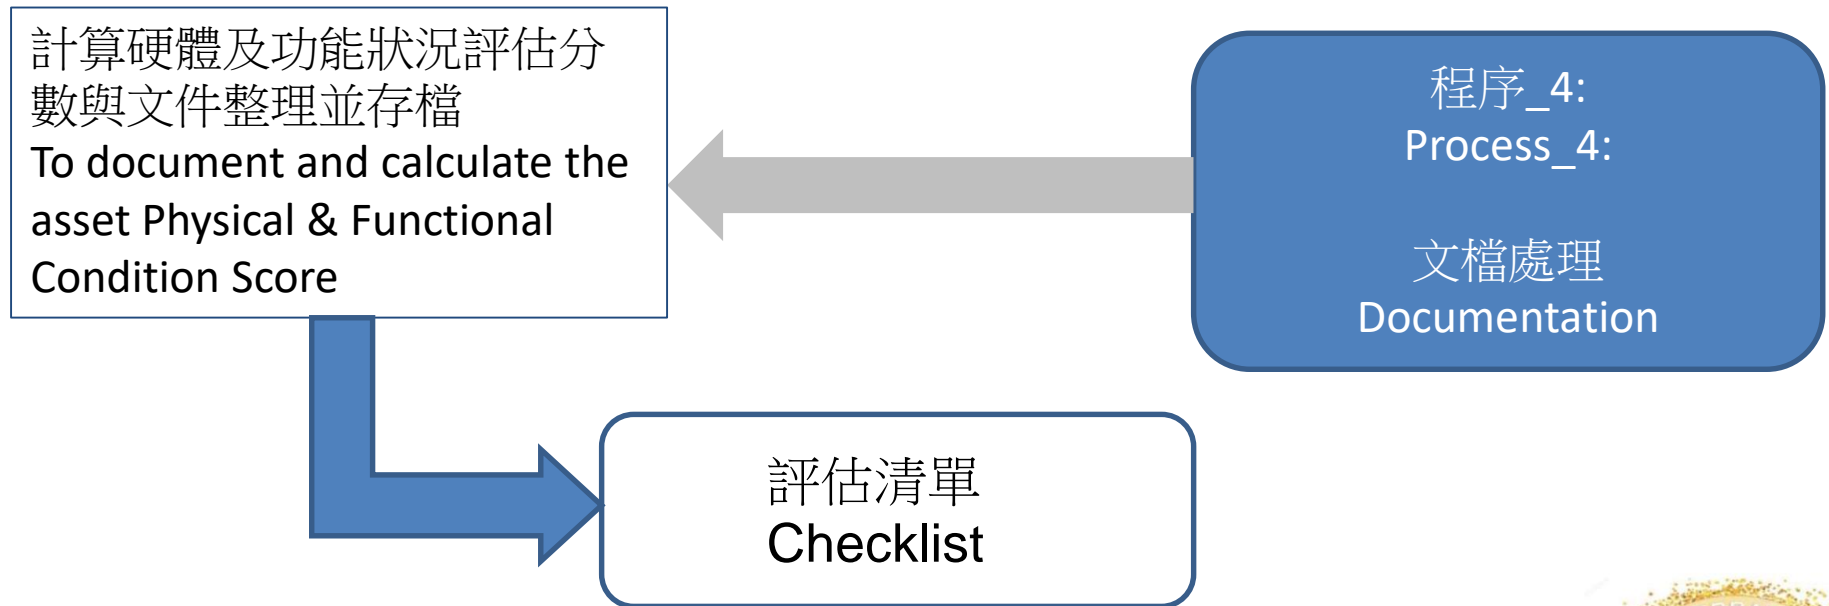 計算硬體及功能狀況評估分
數與文件整理並存檔
To document and calculate the
asset Physical & Functional
Condition Score
程序_4:
Process_4:
文檔處理
Documentation
評估清單
Checklist